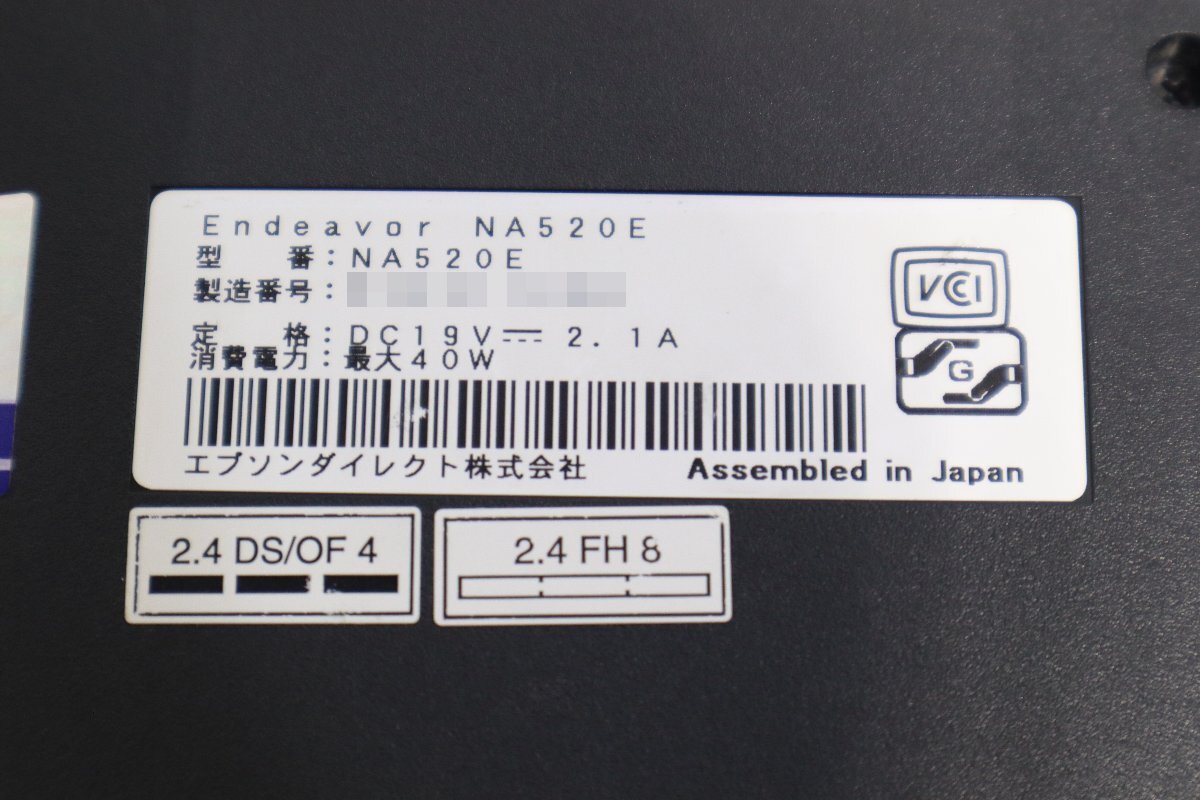 Endeavor NA520E
型　　番：NA520E
製造番号：
定　　格：DC19V⎓ 2.1A
消費電力：最大40W
VCCI
G
エプソンダイレクト株式会社 Assembled in Japan
2.4 DS/OF 4
2.4 FH 8